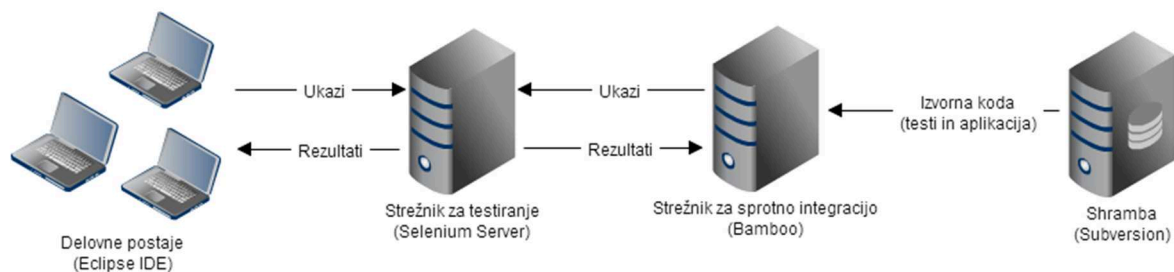 Ukazi
Rezultati
Ukazi
Rezultati
Izvorna koda
(testi in aplikacija)
Delovne postaje
(Eclipse IDE)
Strežnik za testiranje
(Selenium Server)
Strežnik za sprotno integracijo
(Bamboo)
Shramba
(Subversion)